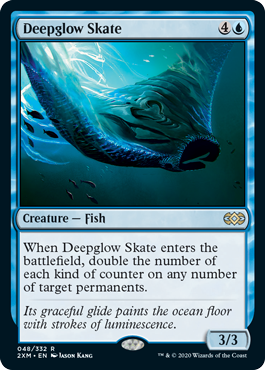 Deepglow Skate 4
Creature — Fish
When Deepglow Skate enters the
battlefield, double the number of
each kind of counter on any number
of target permanents.
Its graceful glide paints the ocean floor
with strokes of luminescence.
3/3
048/332 R
2XM • EN Jason Kang
™ & © 2020 Wizards of the Coast